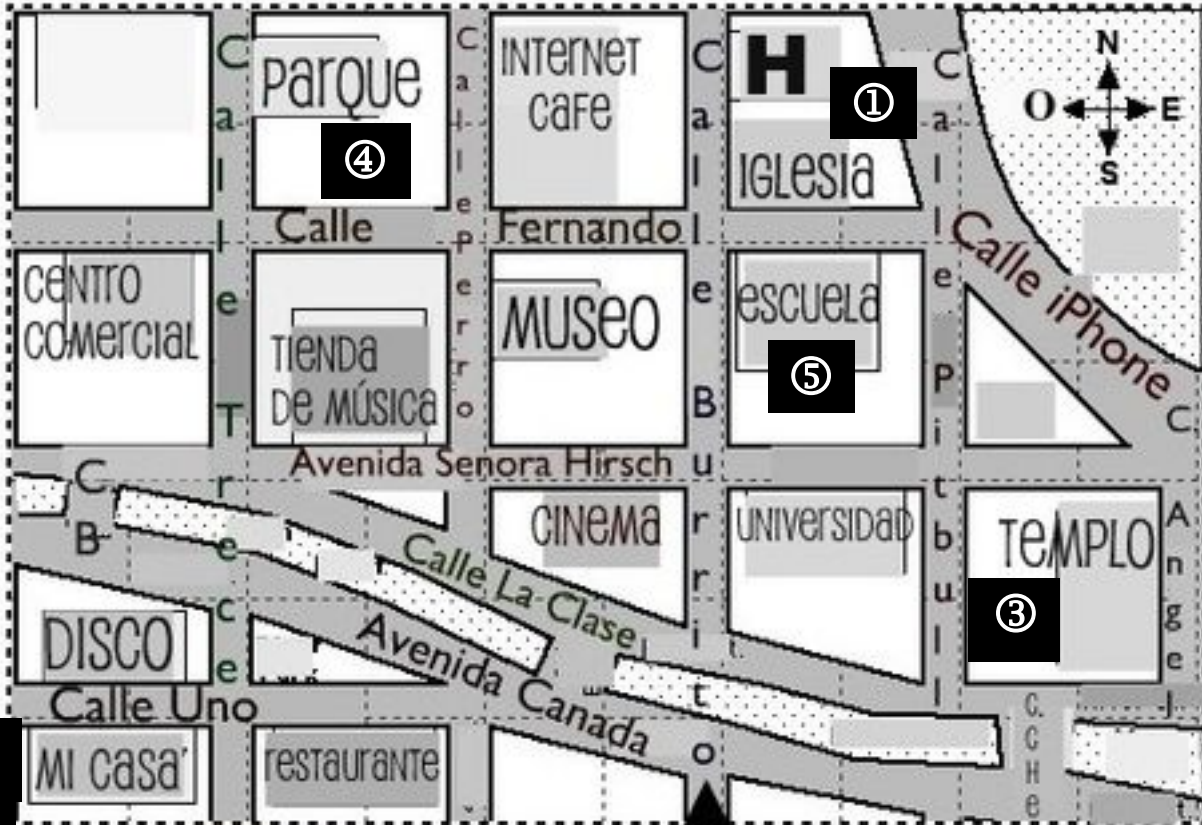 PARQUE
④
INTERNET
CAFE
H
①
IGLESIA
N
O E
S
Calle Fernando
Calle iPhone
CENTRO
COMERCIAL
TIENDA
DE MÚSICA
MUSEO
ESCUELA
⑤
Calle Trece
Calle Perro
Calle Burrito
Calle Pitbull
C. Angel
Avenida Senora Hirsch
C
B
CINEMA
UNIVERSIDAD
TEMPLO
③
Calle La Clase
DISCO
Avenida Canada
Calle Uno
C. CHe
MI CASA
RESTAURANTE